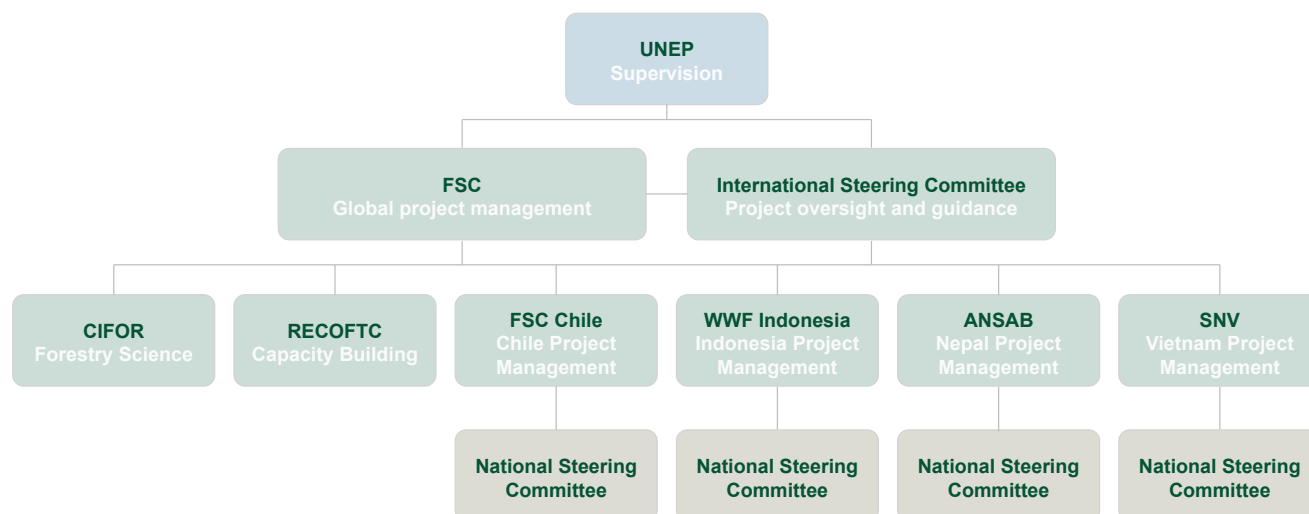 UNEP
Supervision
FSC
Global project management
International Steering Committee
Project oversight and guidance
CIFOR
Forestry Science
RECOFTC
Capacity Building
FSC Chile
Chile Project
Management
WWF Indonesia
Indonesia Project
Management
ANSAB
Nepal Project
Management
SNV
Vietnam Project
Management
National Steering
Committee
National Steering
Committee
National Steering
Committee
National Steering
Committee